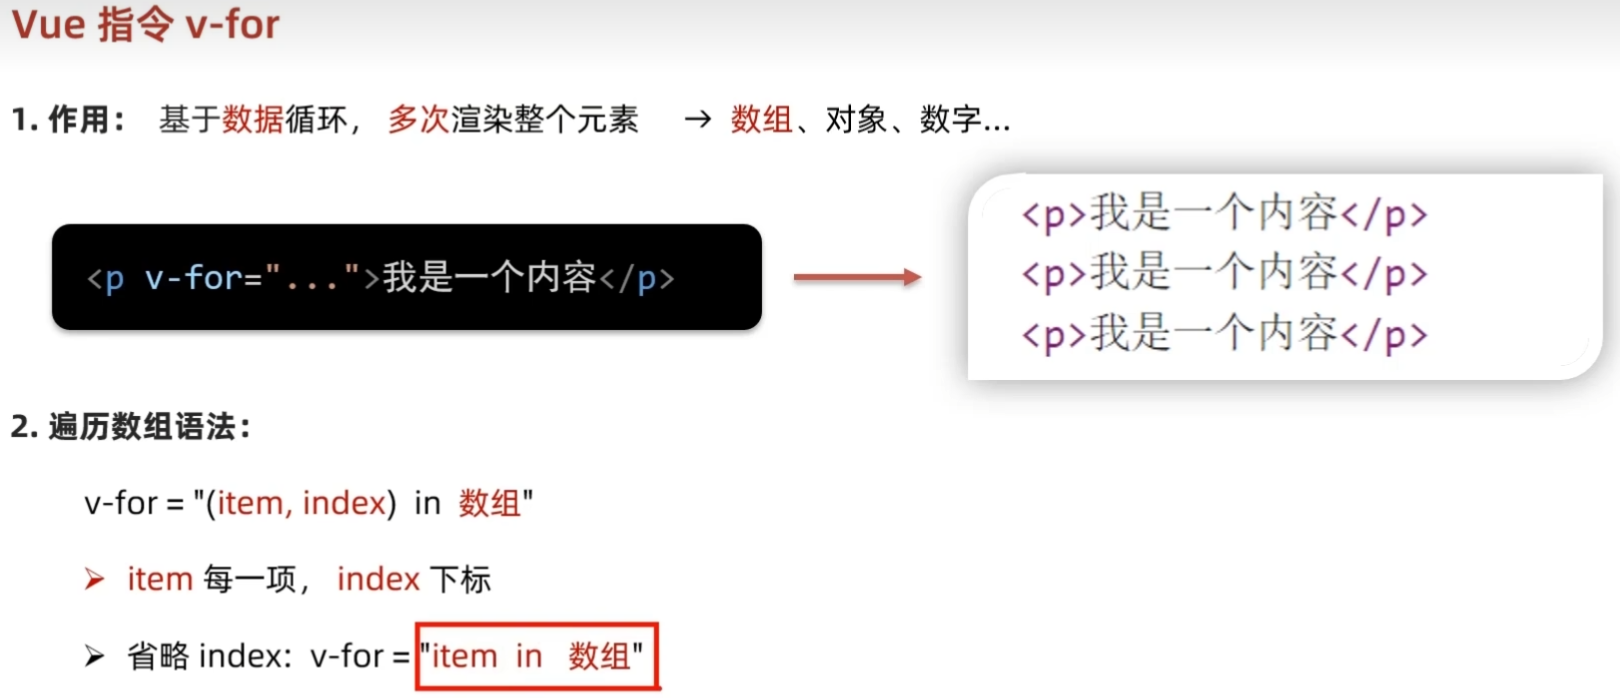 Vue 指令 v-for
1. 作用： 基于数据循环， 多次渲染整个元素 → 数组、对象、数字...
<p v-for="...">我是一个内容</p>
<p>我是一个内容</p>
<p>我是一个内容</p>
<p>我是一个内容</p>
2. 遍历数组语法：
v-for = "(item, index) in 数组"
➢ item 每一项， index 下标
➢ 省略 index: v-for = "item in 数组"